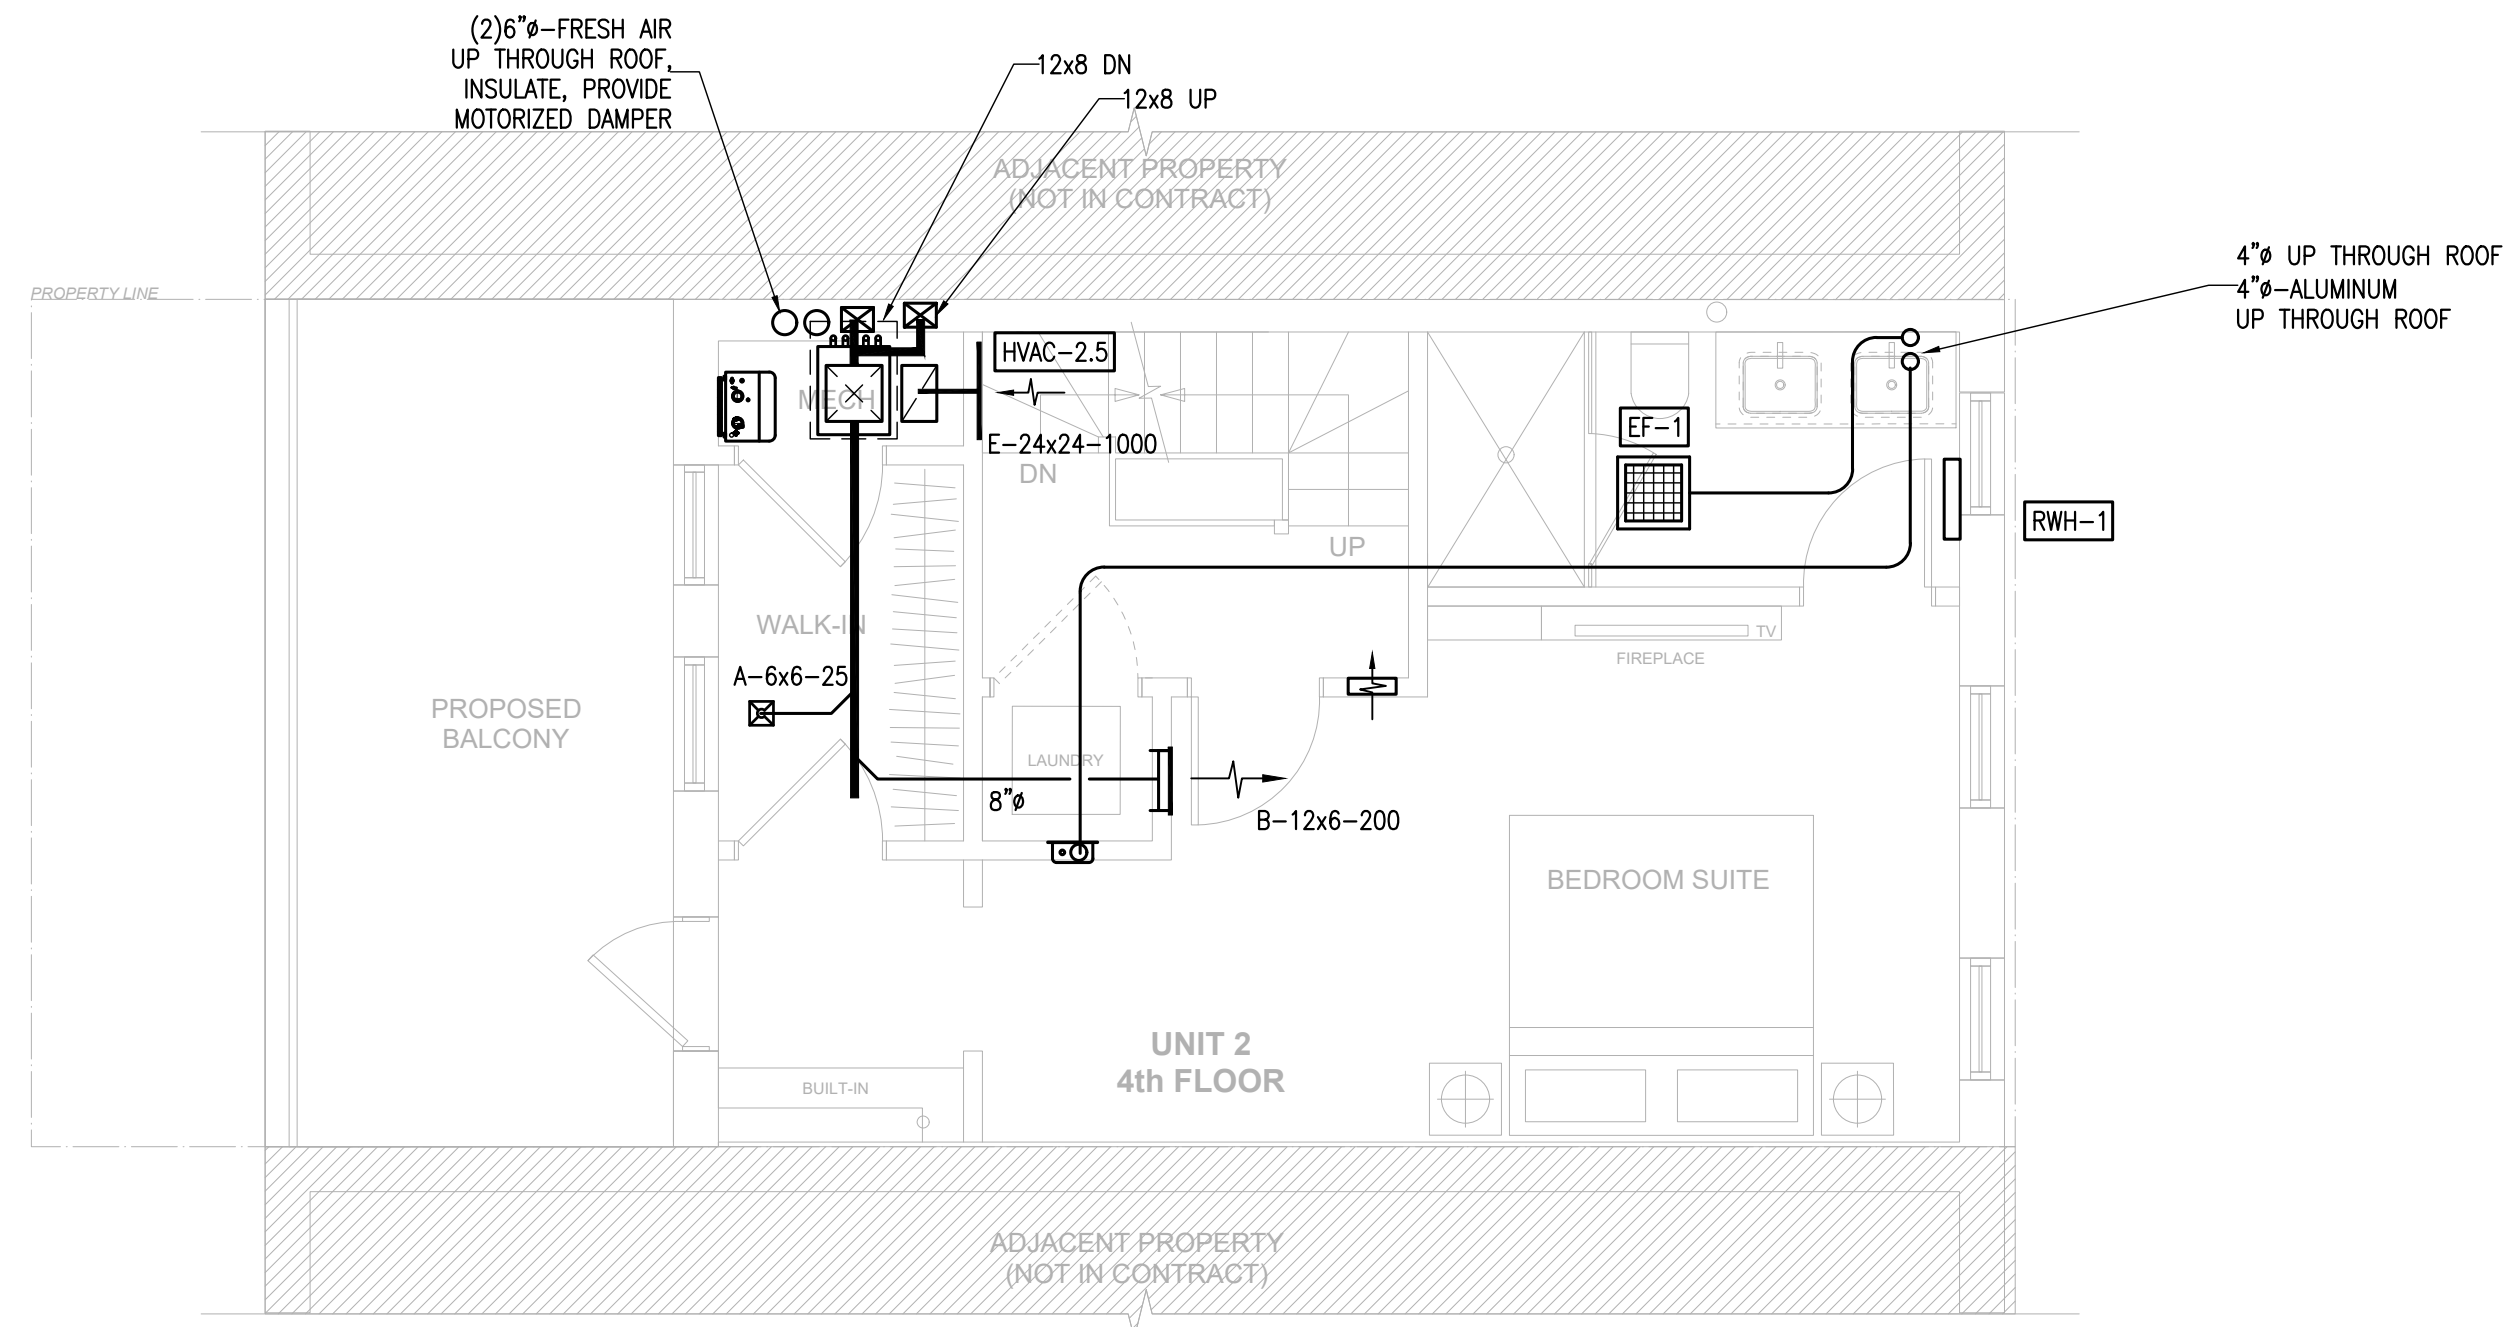 (2)6"ø-FRESH AIR
UP THROUGH ROOF,
INSULATE, PROVIDE
MOTORIZED DAMPER
12x8 DN
12x8 UP
ADJACENT PROPERTY
(NOT IN CONTRACT)
4"ø UP THROUGH ROOF
4"ø-ALUMINUM
UP THROUGH ROOF
PROPERTY LINE
HVAC-2.5
MECH
EF-1
E-24x24-1000
DN
RWH-1
UP
WALK-IN
TV
FIREPLACE
A-6x6-25
PROPOSED
BALCONY
LAUNDRY
8"ø
B-12x6-200
BEDROOM SUITE
UNIT 2
4th FLOOR
BUILT-IN
ADJACENT PROPERTY
(NOT IN CONTRACT)